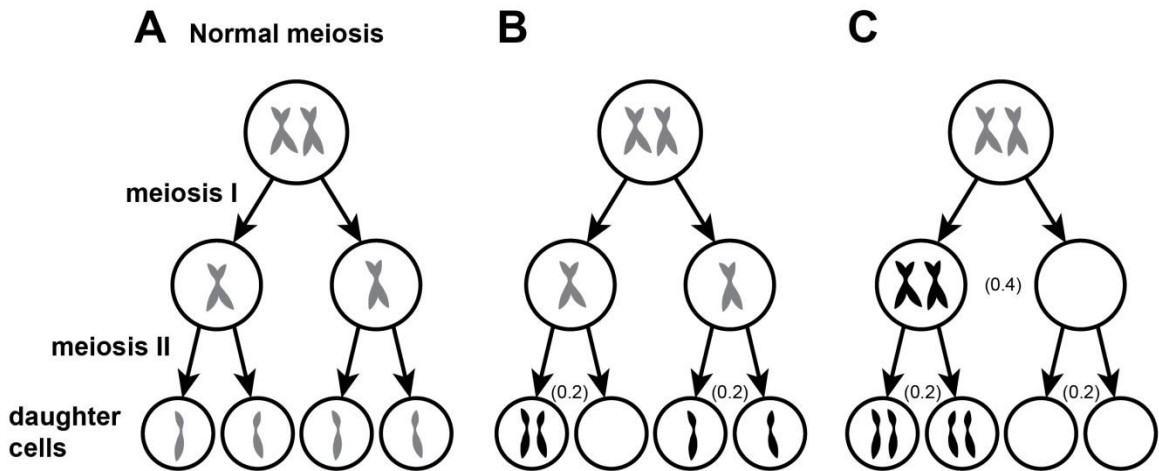 A Normal meiosis
B
C
meiosis I
(0.4)
meiosis II
(0.2)
(0.2)
(0.2)
(0.2)
daughter
cells